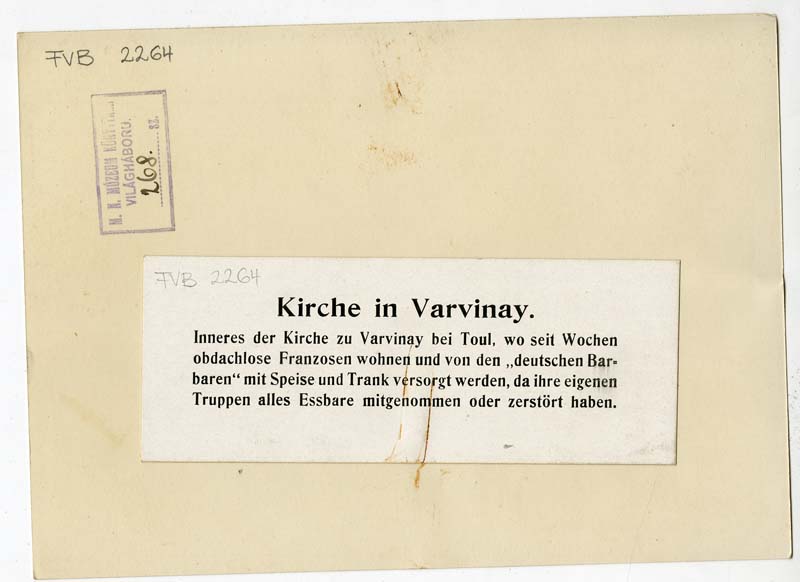 FVB 2264
M. N. MÚZEUM
VILÁGHÁBORU.
268. sz.
FVB 2264
Kirche in Varvinay.
Inneres der Kirche zu Varvinay bei Toul, wo seit Wochen
obdachlose Franzosen wohnen und von den „deutschen Bar=
baren“ mit Speise und Trank versorgt werden, da ihre eigenen
Truppen alles Essbare mitgenommen oder zerstört haben.